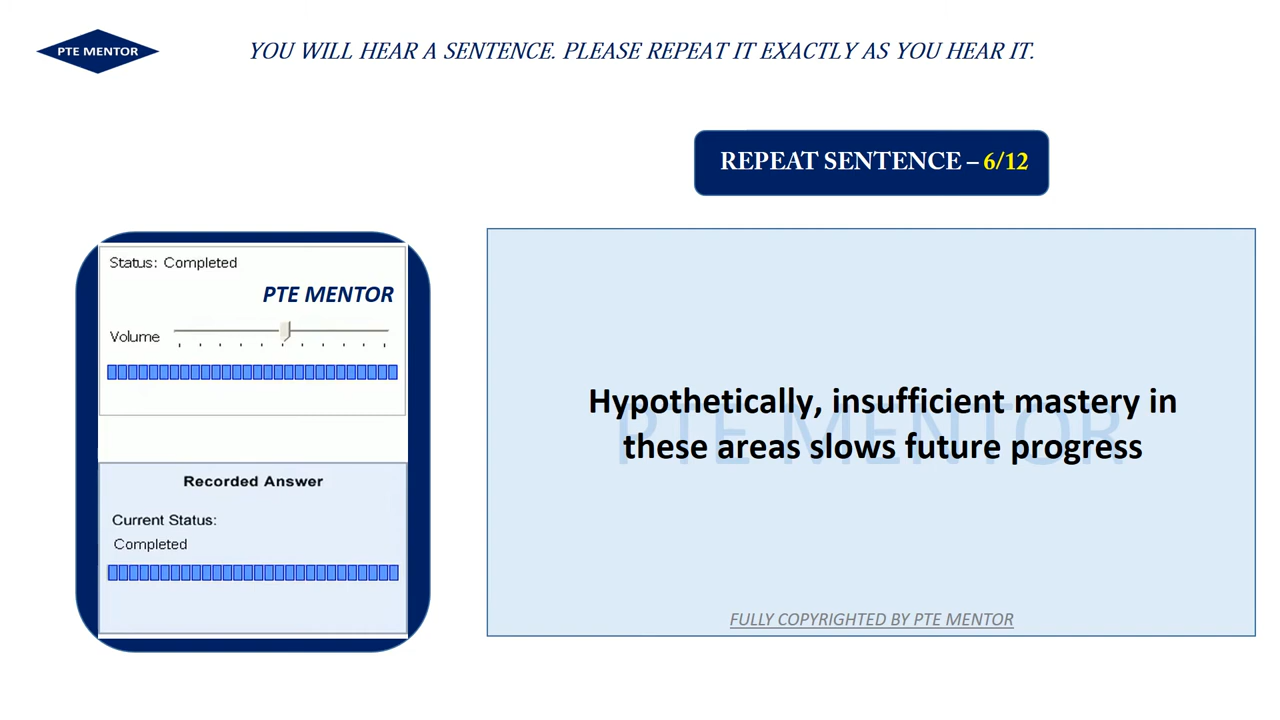 PTE MENTOR
YOU WILL HEAR A SENTENCE. PLEASE REPEAT IT EXACTLY AS YOU HEAR IT.
REPEAT SENTENCE – 6/12
Status: Completed
PTE MENTOR
Volume
Recorded Answer
Current Status:
Completed
PTE MENTOR
Hypothetically, insufficient mastery in
these areas slows future progress
FULLY COPYRIGHTED BY PTE MENTOR